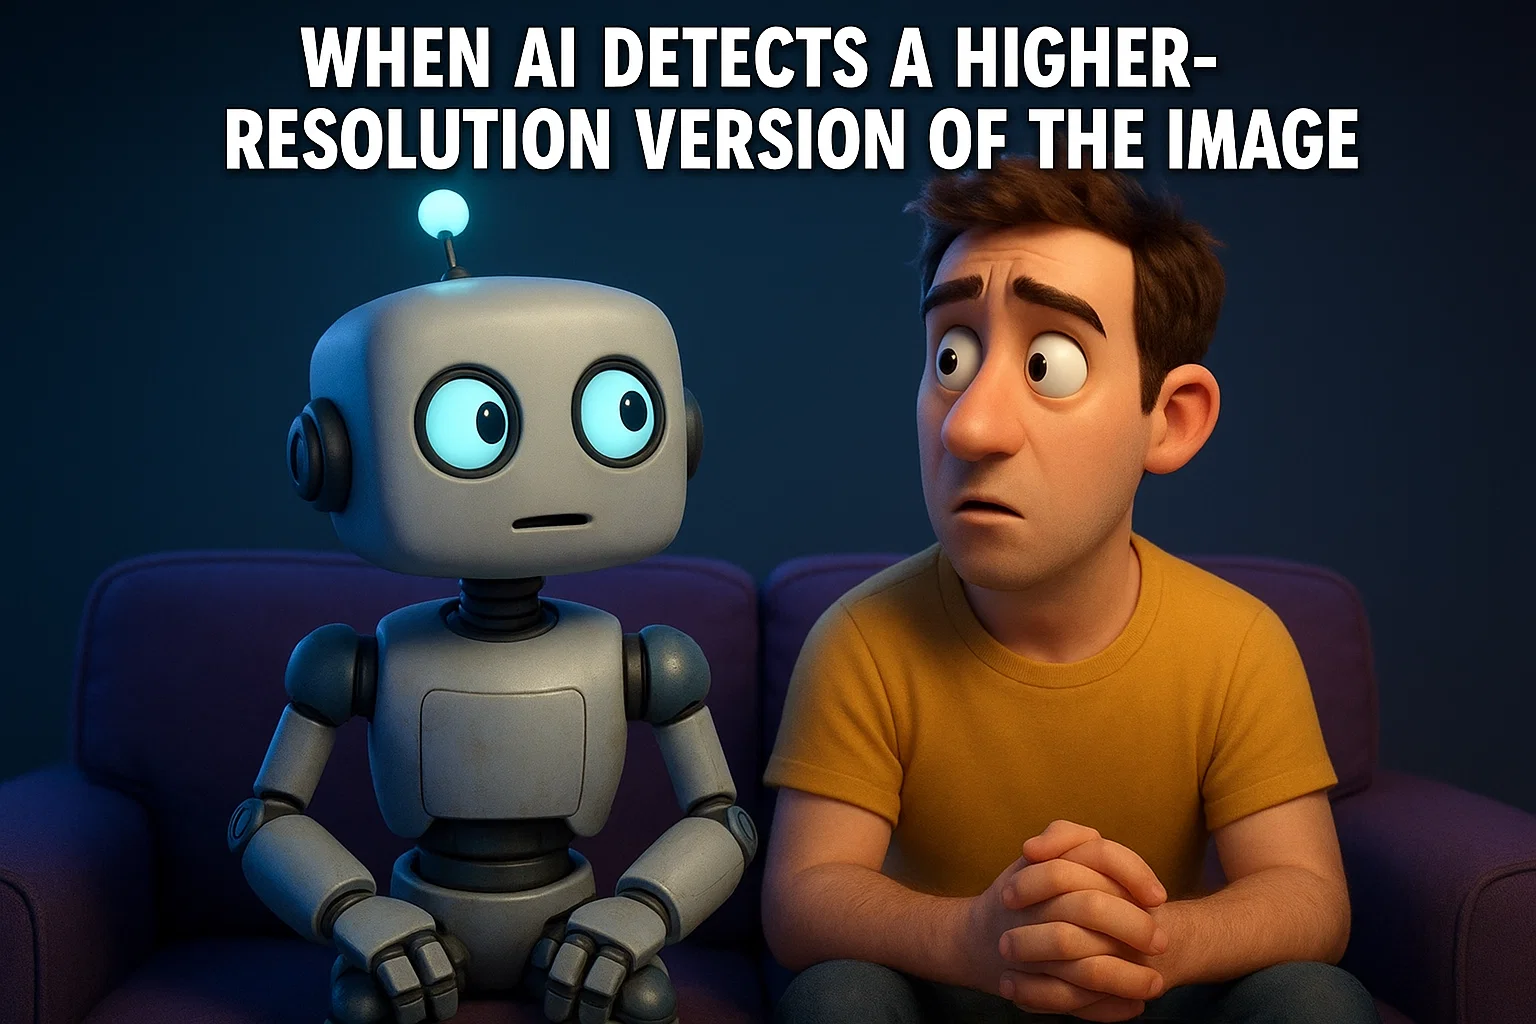 WHEN AI DETECTS A HIGHER-
RESOLUTION VERSION OF THE IMAGE